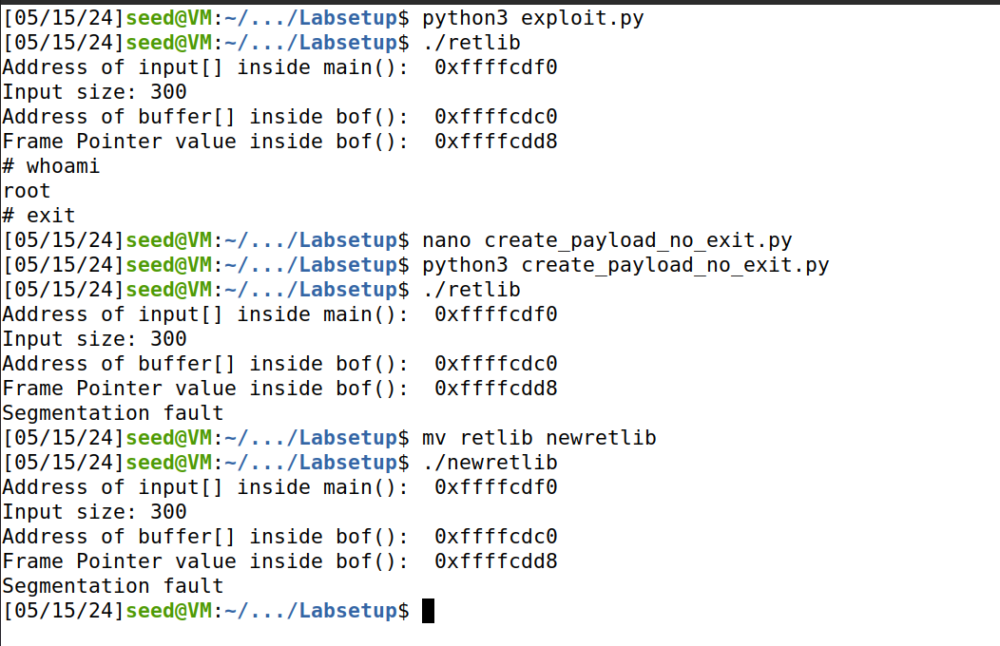 [05/15/24]seed@VM:~/.../Labsetup$ python3 exploit.py
[05/15/24]seed@VM:~/.../Labsetup$ ./retlib
Address of input[] inside main():  0xffffcdf0
Input size: 300
Address of buffer[] inside bof():  0xffffcdc0
Frame Pointer value inside bof():  0xffffcdd8
# whoami
root
# exit
[05/15/24]seed@VM:~/.../Labsetup$ nano create_payload_no_exit.py
[05/15/24]seed@VM:~/.../Labsetup$ python3 create_payload_no_exit.py
[05/15/24]seed@VM:~/.../Labsetup$ ./retlib
Address of input[] inside main():  0xffffcdf0
Input size: 300
Address of buffer[] inside bof():  0xffffcdc0
Frame Pointer value inside bof():  0xffffcdd8
Segmentation fault
[05/15/24]seed@VM:~/.../Labsetup$ mv retlib newretlib
[05/15/24]seed@VM:~/.../Labsetup$ ./newretlib
Address of input[] inside main():  0xffffcdf0
Input size: 300
Address of buffer[] inside bof():  0xffffcdc0
Frame Pointer value inside bof():  0xffffcdd8
Segmentation fault
[05/15/24]seed@VM:~/.../Labsetup$